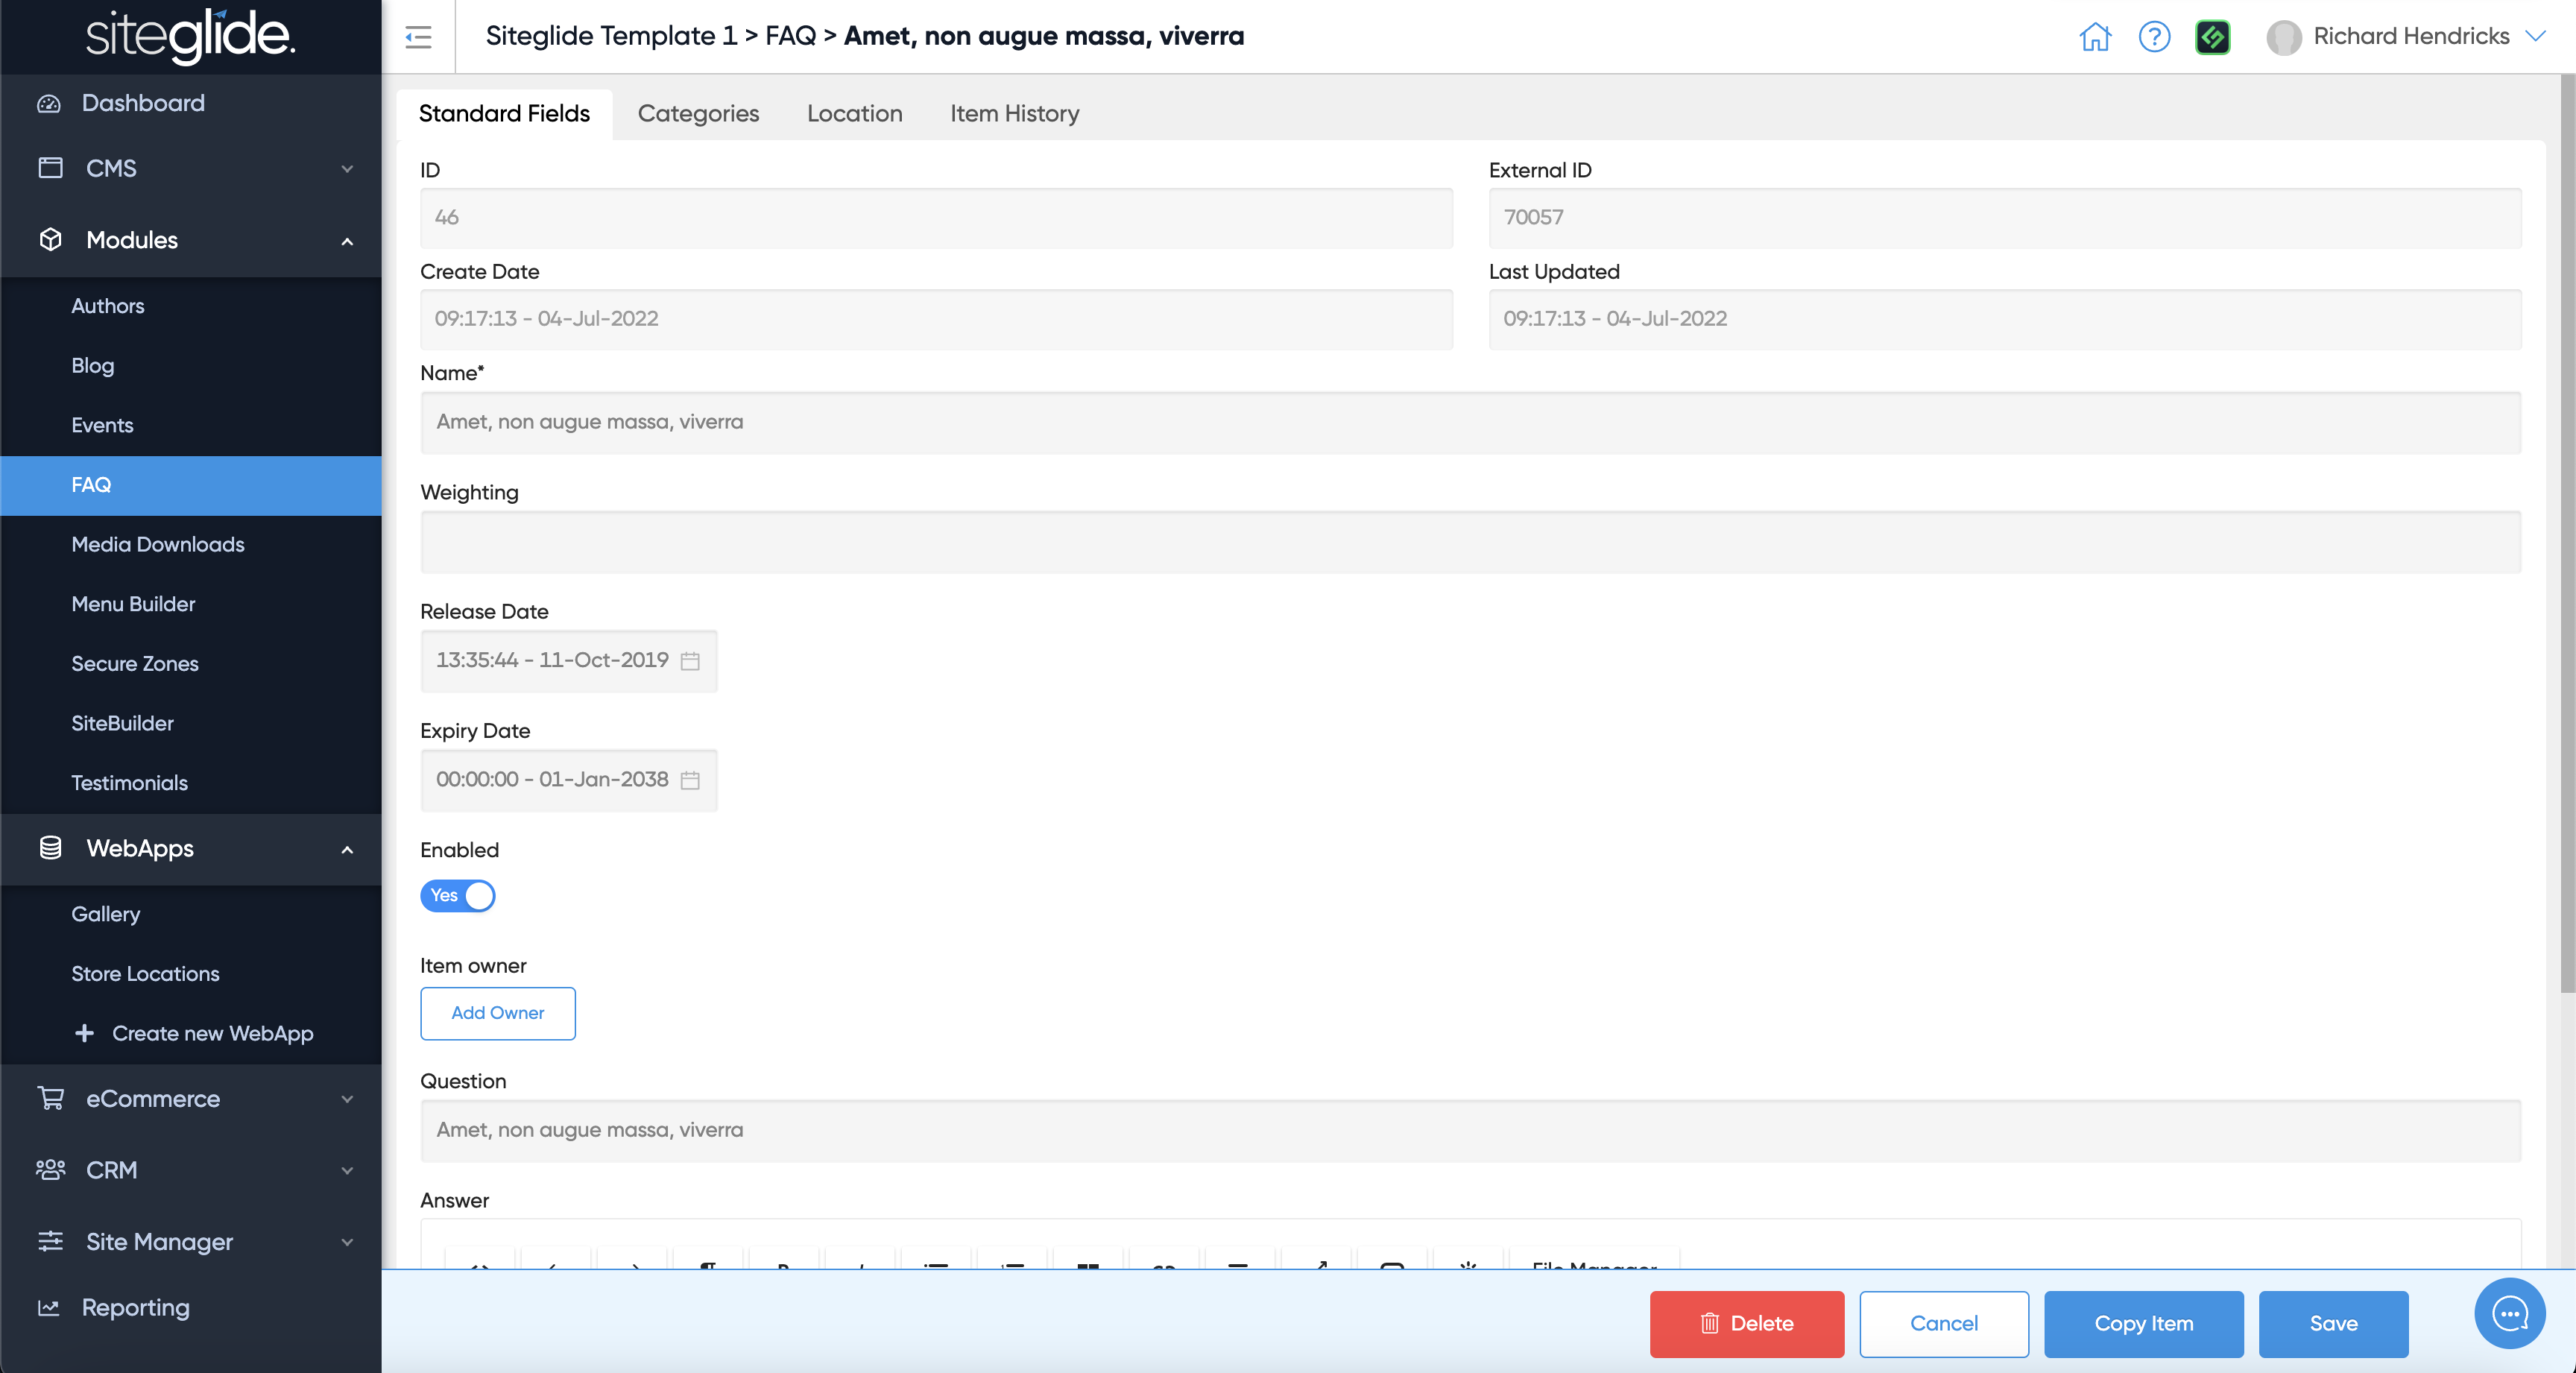 siteglide.
Siteglide Template 1 > FAQ > Amet, non augue massa, viverra
Richard Hendricks
Dashboard
CMS
Modules
Authors
Blog
Events
FAQ
Media Downloads
Menu Builder
Secure Zones
SiteBuilder
Testimonials
WebApps
Gallery
Store Locations
+ Create new WebApp
eCommerce
CRM
Site Manager
Reporting
Standard Fields
Categories
Location
Item History
ID
46
External ID
70057
Create Date
09:17:13 - 04-Jul-2022
Last Updated
09:17:13 - 04-Jul-2022
Name*
Amet, non augue massa, viverra
Weighting
Release Date
13:35:44 - 11-Oct-2019
Expiry Date
00:00:00 - 01-Jan-2038
Enabled
Yes
Item owner
Add Owner
Question
Amet, non augue massa, viverra
Answer
File Manager
Delete
Cancel
Copy Item
Save